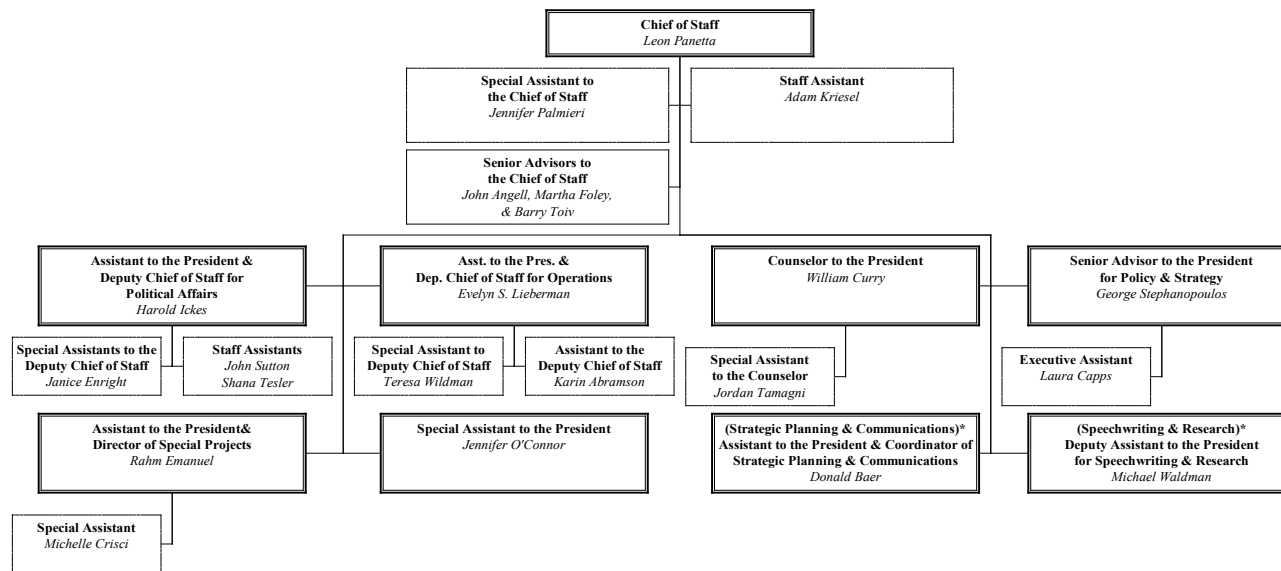 Chief of Staff
Leon Panetta
Special Assistant to
the Chief of Staff
Jennifer Palmieri
Staff Assistant
Adam Kriesel
Senior Advisors to
the Chief of Staff
John Angell, Martha Foley,
& Barry Toiv
Assistant to the President &
Deputy Chief of Staff for
Political Affairs
Harold Ickes
Asst. to the Pres. &
Dep. Chief of Staff for Operations
Evelyn S. Lieberman
Counselor to the President
William Curry
Senior Advisor to the President
for Policy & Strategy
George Stephanopoulos
Special Assistants to the
Deputy Chief of Staff
Janice Enright
Staff Assistants
John Sutton
Shana Tesler
Special Assistant to
Deputy Chief of Staff
Teresa Wildman
Assistant to the
Deputy Chief of Staff
Karin Abramson
Special Assistant
to the Counselor
Jordan Tamagni
Executive Assistant
Laura Capps
Assistant to the President&
Director of Special Projects
Rahm Emanuel
Special Assistant to the President
Jennifer O'Connor
(Strategic Planning & Communications)*
Assistant to the President & Coordinator of
Strategic Planning & Communications
Donald Baer
(Speechwriting & Research)*
Deputy Assistant to the President
for Speechwriting & Research
Michael Waldman
Special Assistant
Michelle Crisci